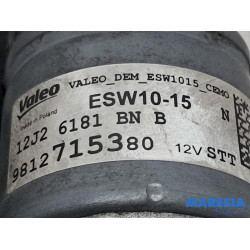 VALEO_DEM_ESW1015_CEMO
Valeo
Made in Poland
ESW10-15 N
12J2 6181 BN B
9812715380 12V STT
MARESIA